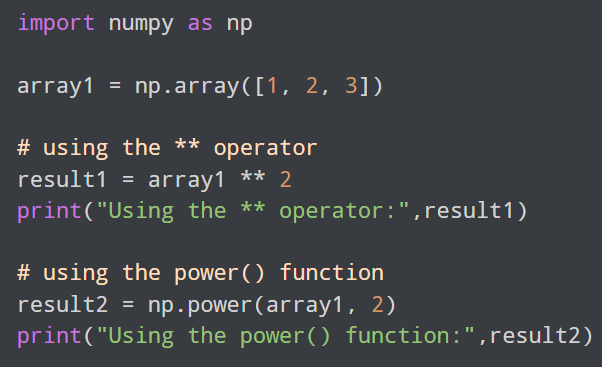 import numpy as np
array1 = np.array([1, 2, 3])
# using the ** operator
result1 = array1 ** 2
print("Using the ** operator:",result1)
# using the power() function
result2 = np.power(array1, 2)
print("Using the power() function:",result2)